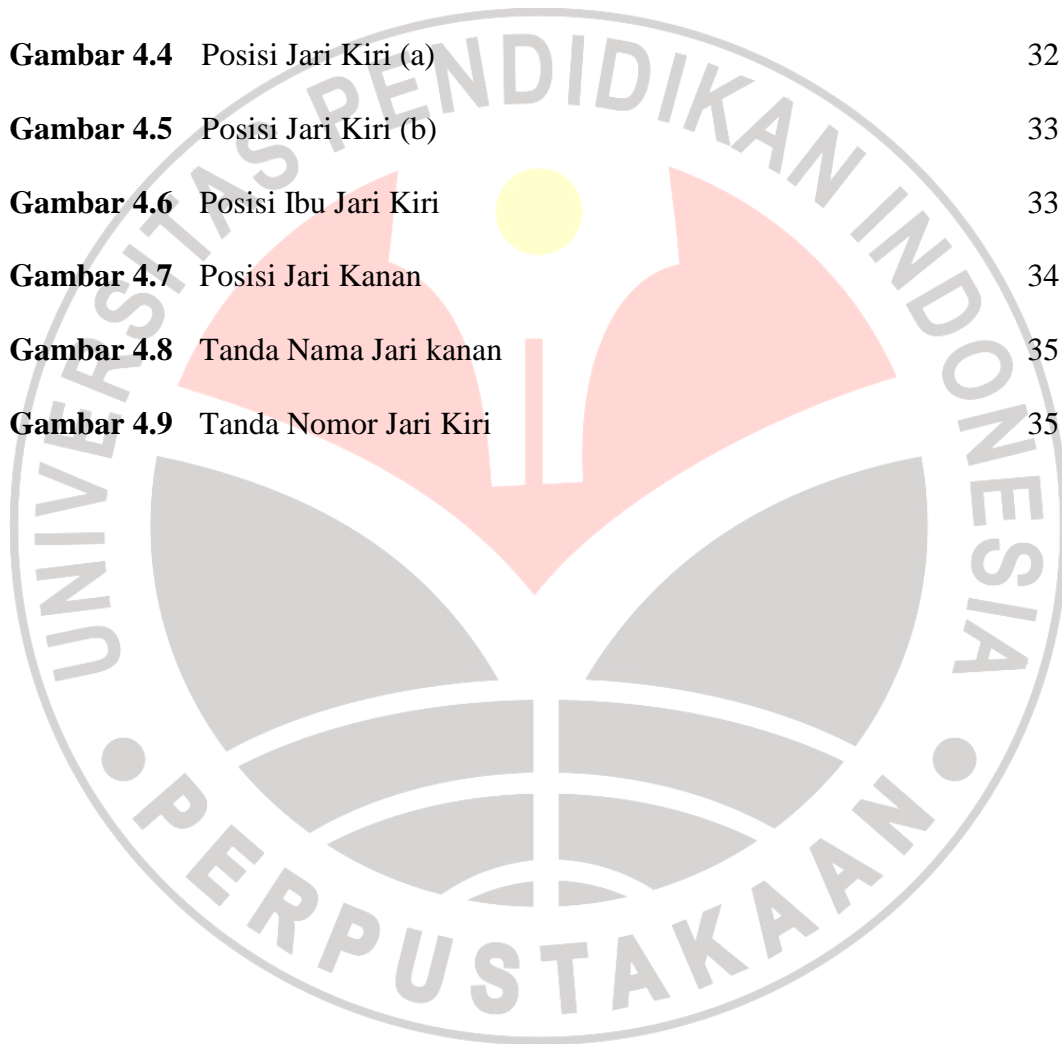 Gambar 4.4 Posisi Jari Kiri (a) 32
Gambar 4.5 Posisi Jari Kiri (b) 33
Gambar 4.6 Posisi Ibu Jari Kiri 33
Gambar 4.7 Posisi Jari Kanan 34
Gambar 4.8 Tanda Nama Jari kanan 35
Gambar 4.9 Tanda Nomor Jari Kiri 35
UNIVERSITAS PENDIDIKAN INDONESIA
PERPUSTAKAAN